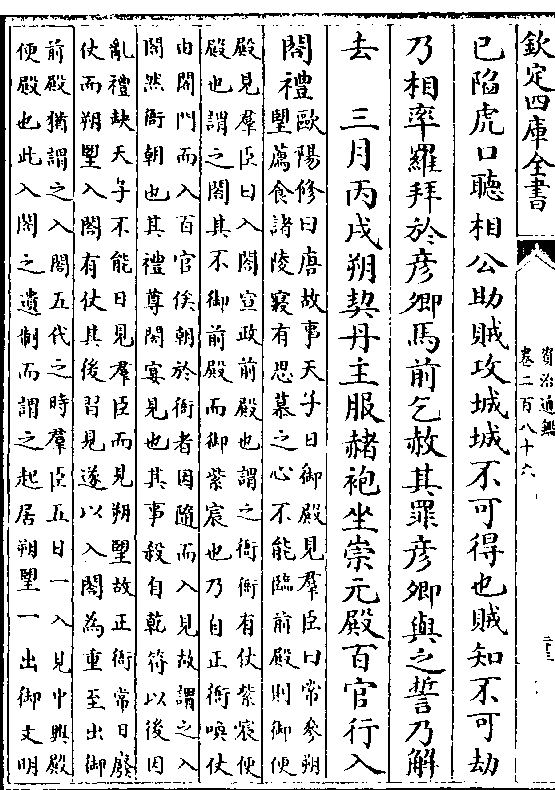 欽定四庫全書
資治通鑑
卷二百八十六
已陷虎口聽相公助賊攻城城不可得也賊知不可劫
乃相率羅拜於彦卿馬前乞赦其罪彦卿與之誓乃解
去　三月丙戌朔契丹主服赭袍坐崇元殿百官行入
閤禮
歐陽修曰唐故事天子日御殿見羣臣曰常參朔
望薦食諸陵寢有思慕之心不能臨前殿則御便
殿見羣臣曰入閤宣政前殿也謂之衙衙有仗紫宸便
殿也謂之閤其不御前殿而御紫宸也乃自正衙喚仗
由閤門而入百官俟朝於衙者因隨而入見故謂之入
閤然衙朝也其禮尊閤宴見也其事殺自乾符以後因
亂禮缺天子不能日見羣臣而見朔望故正衙常日廢
仗而朔望入閤有仗其後習見遂以入閤為重至出御
前殿猶謂之入閤五代之時羣臣五日一入見中興殿
便殿也此入閤之遺制而謂之起居朔望一出御文明